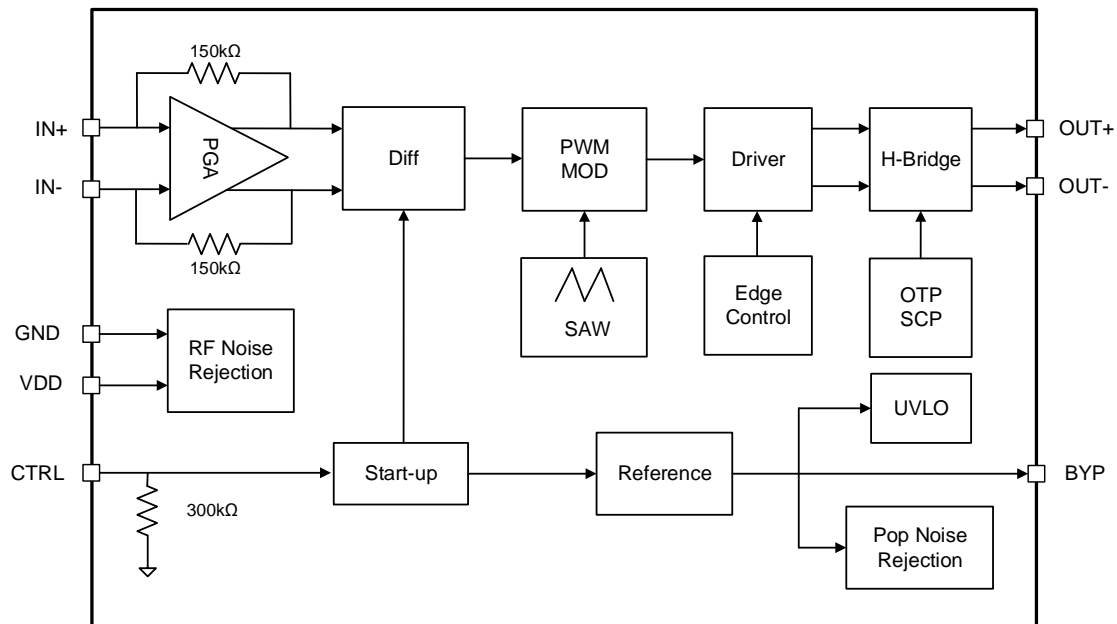 150kΩ
IN+
IN-
PGA
150kΩ
Diff
PWM
MOD
Driver
H-Bridge
OUT+
OUT-
SAW
Edge
Control
OTP
SCP
GND
VDD
RF Noise
Rejection
UVLO
CTRL
300kΩ
Start-up
Reference
BYP
Pop Noise
Rejection